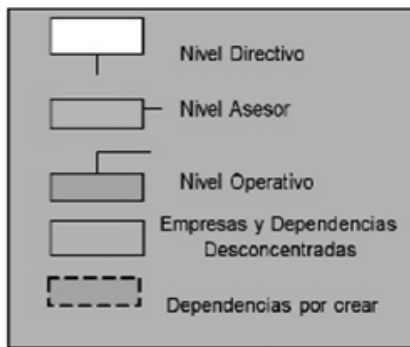 Nivel Directivo
Nivel Asesor
Nivel Operativo
Empresas y Dependencias
Desconcentradas
Dependencias por crear